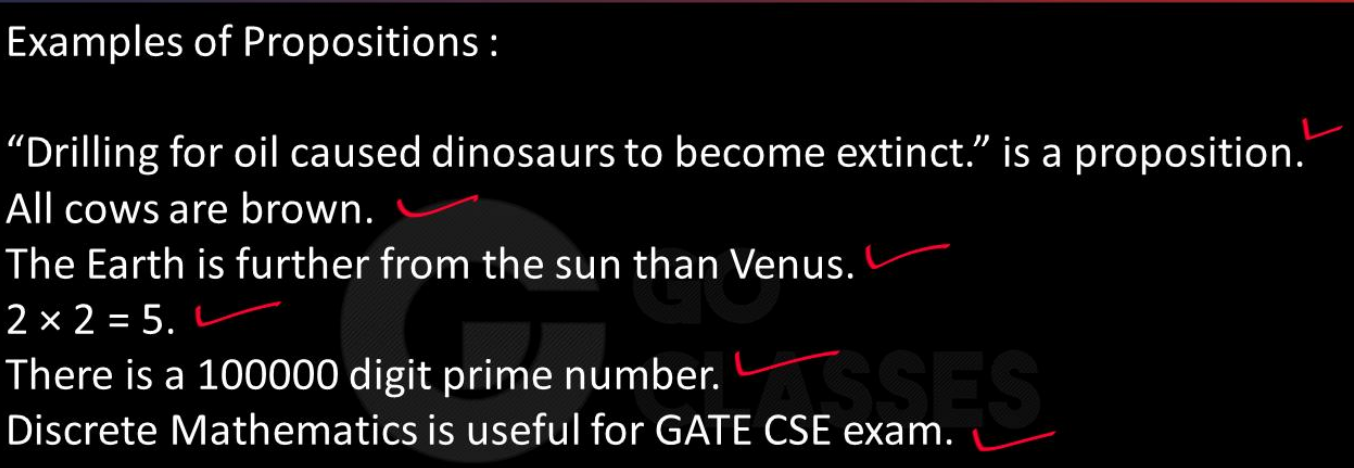 Examples of Propositions :
“Drilling for oil caused dinosaurs to become extinct.” is a proposition.
All cows are brown.
The Earth is further from the sun than Venus.
2 × 2 = 5.
There is a 100000 digit prime number.
Discrete Mathematics is useful for GATE CSE exam.
GO
CLASSES